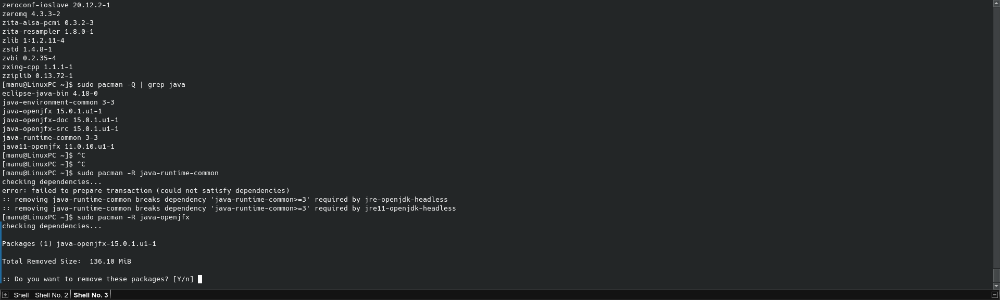 zeroconf-ioslave 20.12.2-1
zeromq 4.3.3-2
zita-alsa-pcmi 0.3.2-3
zita-resampler 1.8.0-1
zlib 1:1.2.11-4
zstd 1.4.8-1
zvbi 0.2.35-4
zxing-cpp 1.1.1-1
zziplib 0.13.72-1
[manu@LinuxPC ~]$ sudo pacman -Q | grep java
eclipse-java-bin 4.18-0
java-environment-common 3-3
java-openjfx 15.0.1.u1-1
java-openjfx-doc 15.0.1.u1-1
java-openjfx-src 15.0.1.u1-1
java-runtime-common 3-3
java11-openjfx 11.0.10.u1-1
[manu@LinuxPC ~]$ ^C
[manu@LinuxPC ~]$ ^C
[manu@LinuxPC ~]$ sudo pacman -R java-runtime-common
checking dependencies...
error: failed to prepare transaction (could not satisfy dependencies)
:: removing java-runtime-common breaks dependency 'java-runtime-common>=3' required by jre-openjdk-headless
:: removing java-runtime-common breaks dependency 'java-runtime-common>=3' required by jre11-openjdk-headless
[manu@LinuxPC ~]$ sudo pacman -R java-openjfx
checking dependencies...
Packages (1) java-openjfx-15.0.1.u1-1
Total Removed Size:  136.10 MiB
:: Do you want to remove these packages? [Y/n]
Shell Shell No. 2 Shell No. 3